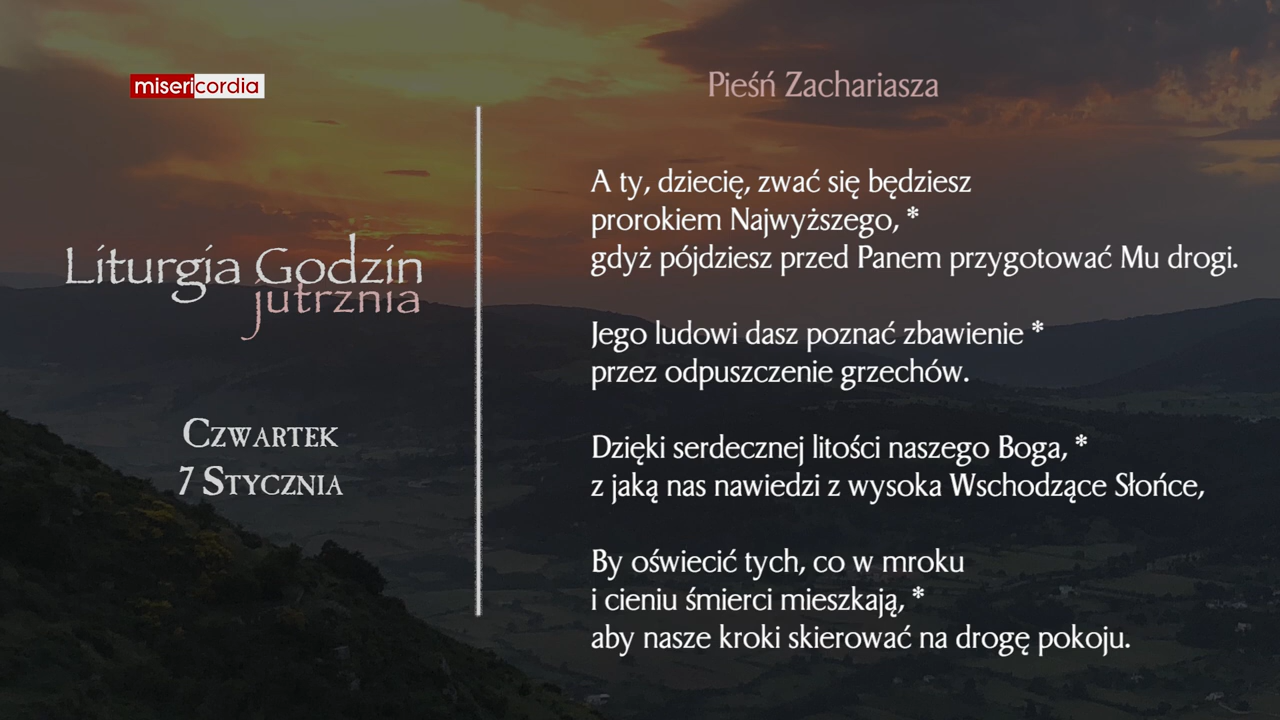 misericordia
Liturgia Godzin
jutrznia
Czwartek
7 Stycznia
Pieśń Zachariasza
A ty, dziecię, zwać się będziesz
prorokiem Najwyższego, *
gdyż pójdziesz przed Panem przygotować Mu drogi.
Jego ludowi dasz poznać zbawienie *
przez odpuszczenie grzechów.
Dzięki serdecznej litości naszego Boga, *
z jaką nas nawiedzi z wysoka Wschodzące Słońce,
By oświecić tych, co w mroku
i cieniu śmierci mieszkają, *
aby nasze kroki skierować na drogę pokoju.